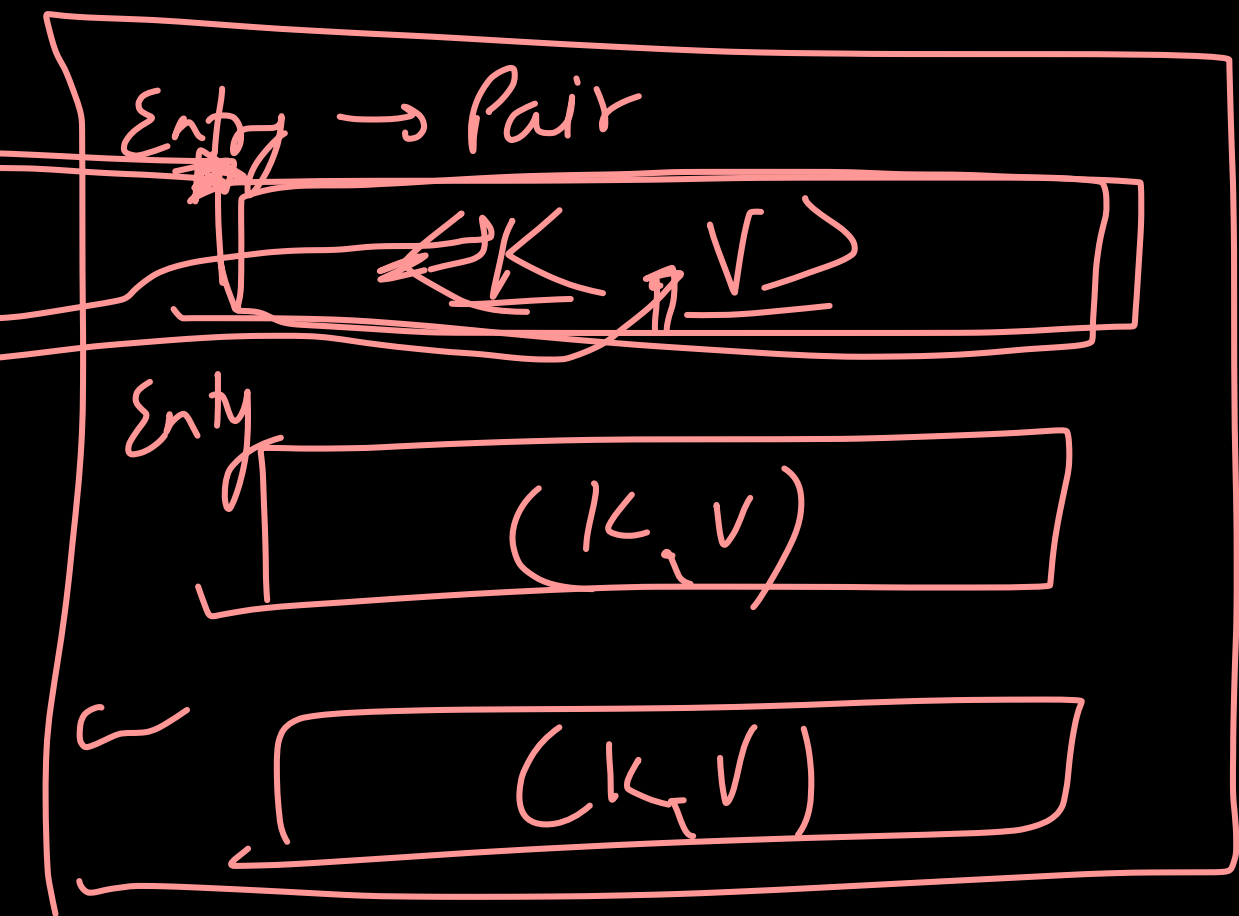 Entry → Pair
<K, V>
Entry
(K, V)
(K, V)